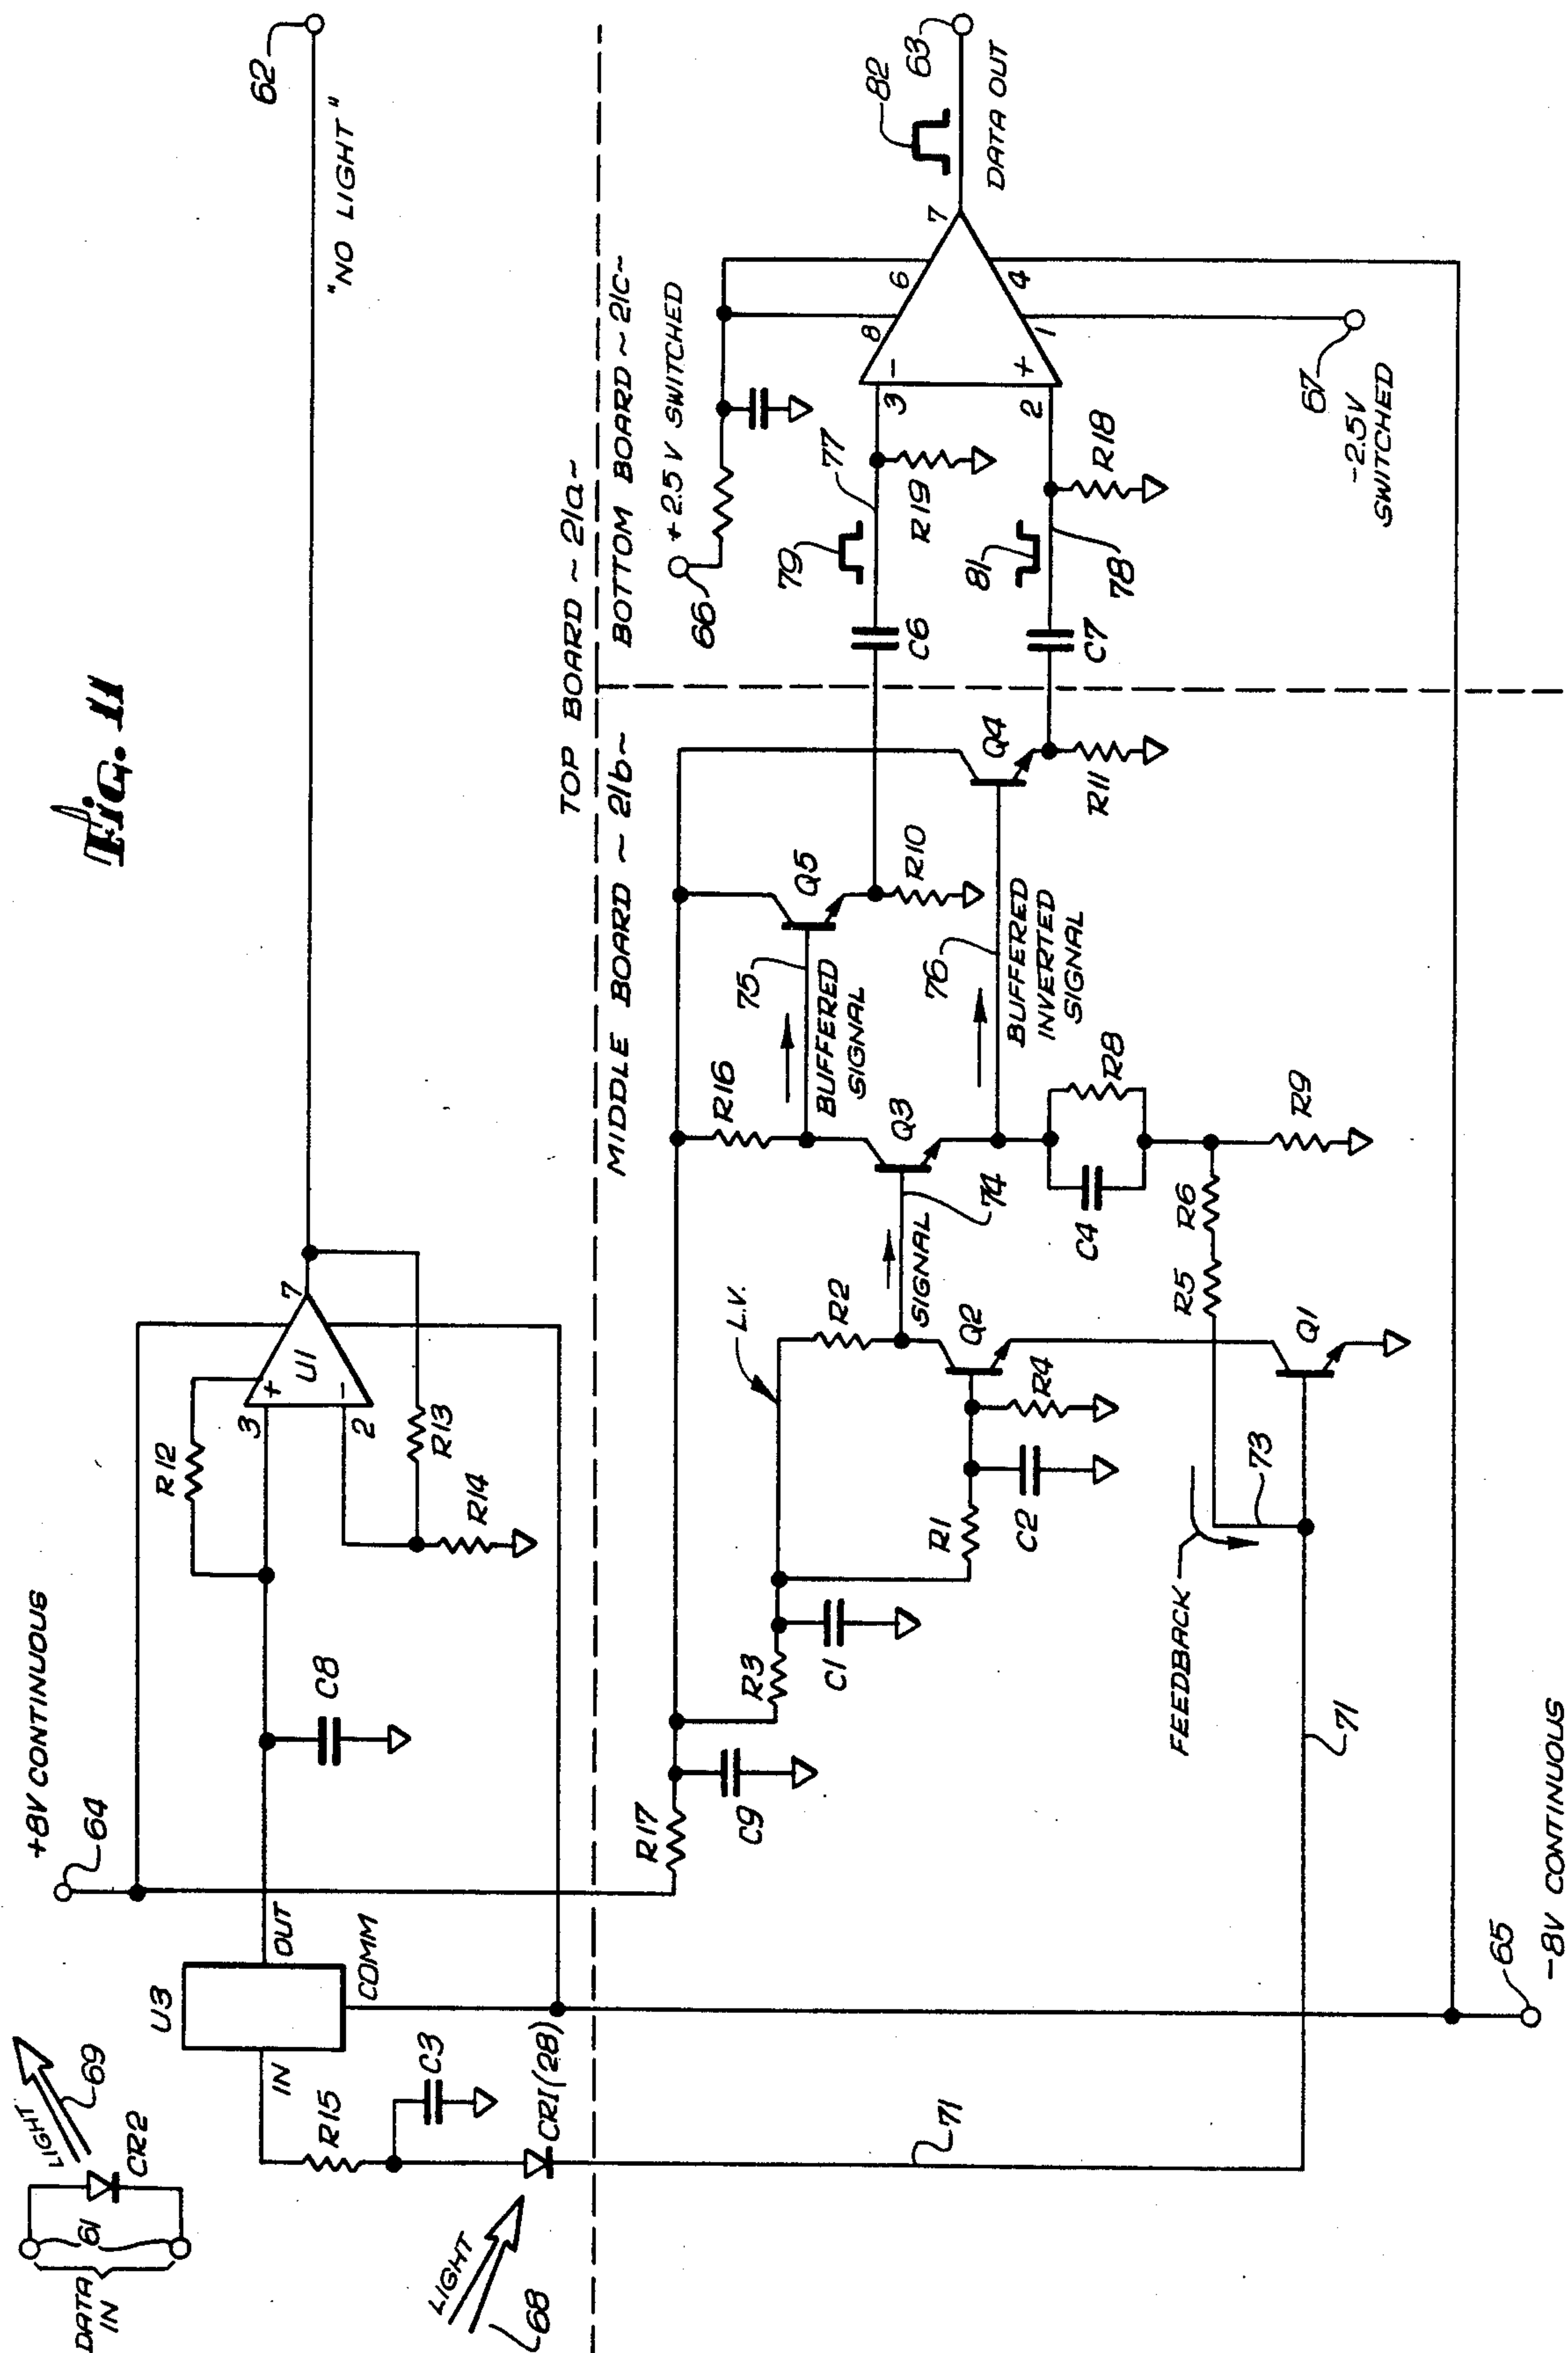 Fig. 11
DATA IN
61
CR2
LIGHT
69
LIGHT
68
U3
IN
OUT
COMM
R15
C3
CR1(28)
+8V CONTINUOUS
64
C8
R12
3
+
U1
-
2
7
R13
R14
"NO LIGHT"
62
TOP BOARD ~ 21a~
MIDDLE BOARD ~ 21b~
BOTTOM BOARD ~ 21c~
R17
C9
R3
C1
L.V.
R2
R1
C2
R4
Q2
SIGNAL
74
Q3
R16
BUFFERED
SIGNAL
75
Q5
R10
76
BUFFERED
INVERTED
SIGNAL
Q4
R11
C4
R8
R6
R5
R9
Q1
73
FEEDBACK
71
71
65
-8V CONTINUOUS
66
+2.5V SWITCHED
C6
79
77
R19
C7
81
78
R18
3
-
2
+
8
6
1
4
7
67
-2.5V
SWITCHED
82
63
DATA OUT